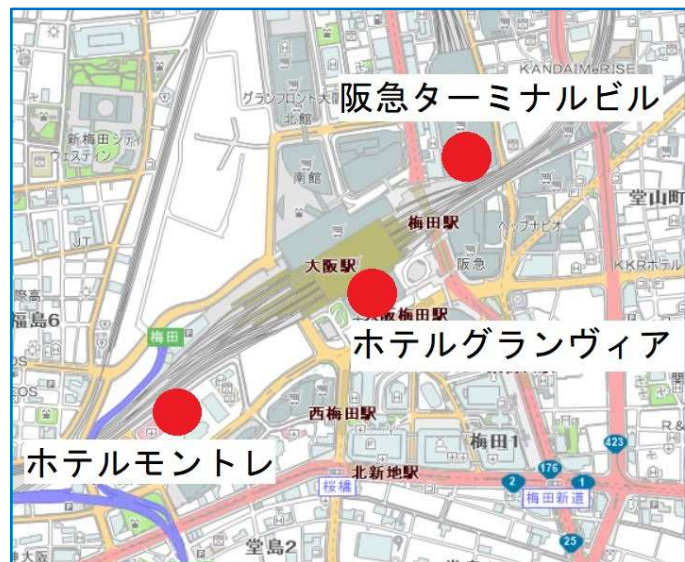 KANDAIMeRISE
阪急ターミナルビル
グランフロント大阪
北館
新梅田シティ
ウェスティン
南館
堂山町
梅田駅
ヘップナビオ
JT
大阪駅
阪急
KKRホテル
福島6
大阪梅田駅
梅田
ホテルグランヴィア
西梅田駅
梅田1
423
ホテルモントレ
北新地駅
176
2
1
桜橋
梅田新道
堂島2
25